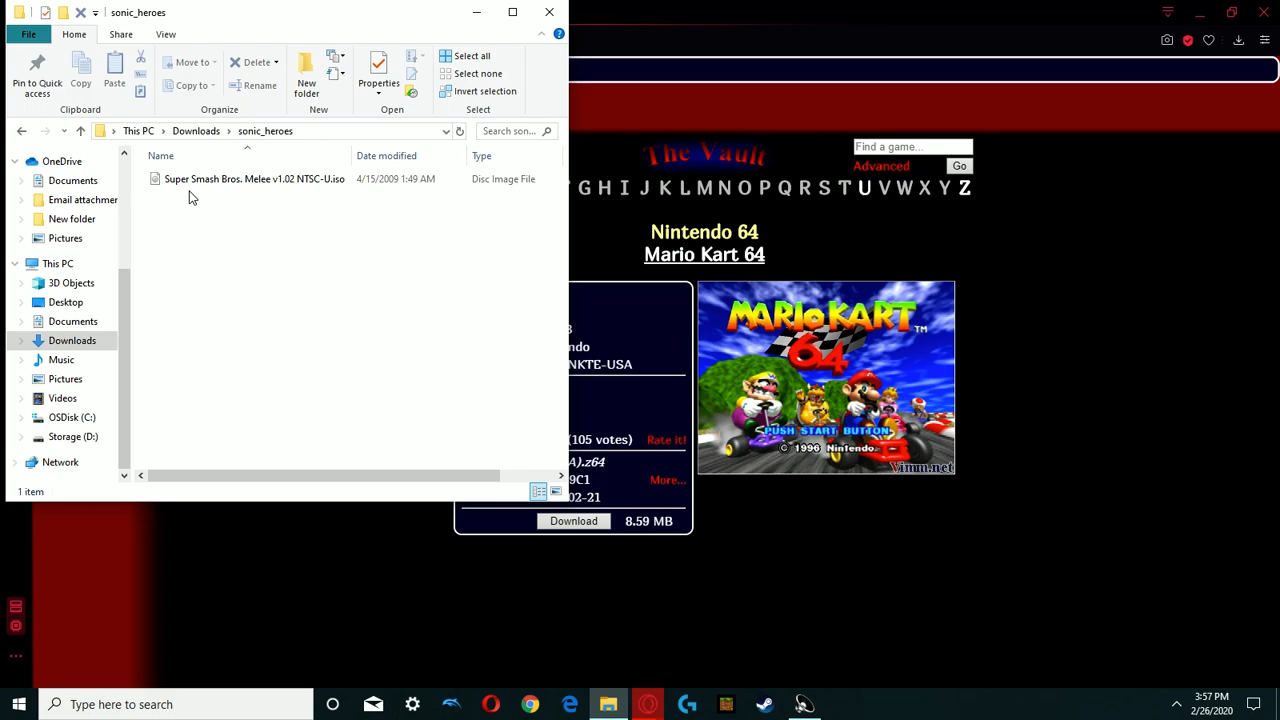 sonic_heroes
File Home Share View
Pin to Quick access
Copy
Paste
Move to
Copy to
Delete
Rename
New folder
Properties
Select all
Select none
Invert selection
Clipboard Organize New Open Select
This PC Downloads sonic_heroes Search son...
Name Date modified Type
Super Smash Bros. Melee v1.02 NTSC-U.iso 4/15/2009 1:49 AM Disc Image File
OneDrive
Documents
Email attachmer
New folder
Pictures
This PC
3D Objects
Desktop
Documents
Downloads
Music
Pictures
Videos
OSDisk (C:)
Storage (D:)
Network
1 item
The Vault
Find a game...
Advanced Go
G H I J K L M N O P Q R S T U V W X Y Z
Nintendo 64
Mario Kart 64
ndo
NKTE-USA
(105 votes) Rate it!
A).z64
9C1 More...
02-21
Download 8.59 MB
MARIO KART TM
64
PUSH START BUTTON
© 1996 Nintendo
Vimm.net
Type here to search
3:57 PM
2/26/2020